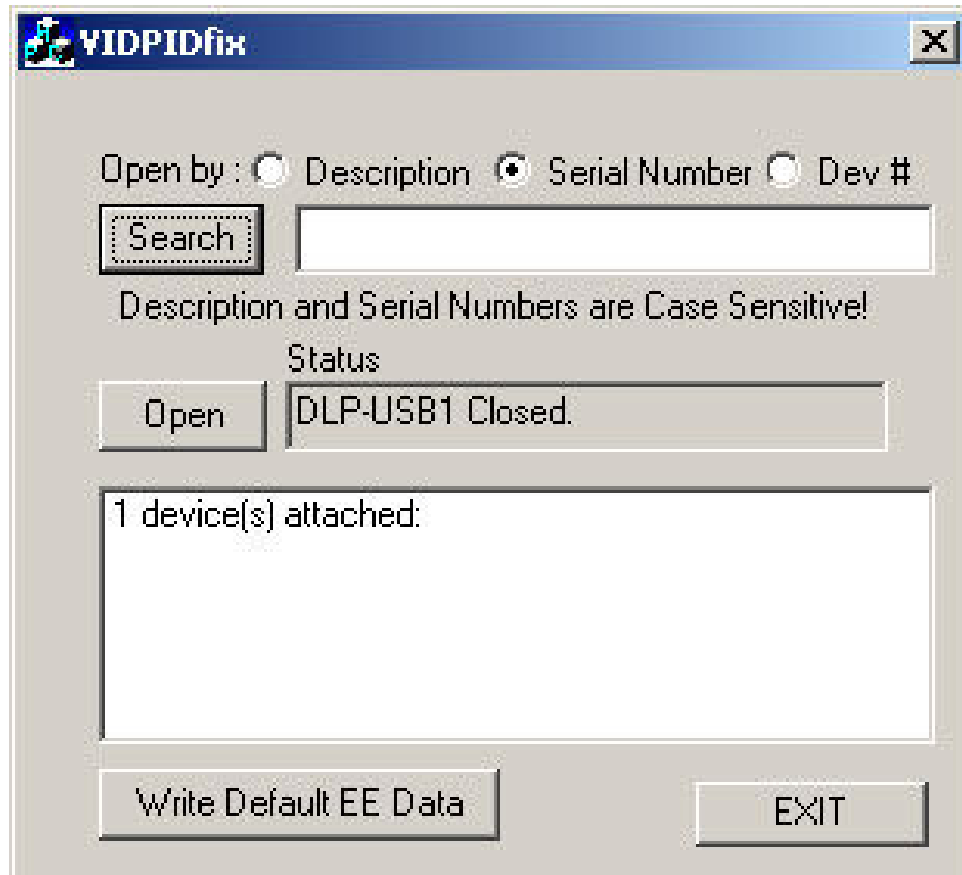 VIDPIDfix
Open by : Description Serial Number Dev #
Search
Description and Serial Numbers are Case Sensitive!
Status
Open DLP-USB1 Closed.
1 device(s) attached:
Write Default EE Data EXIT